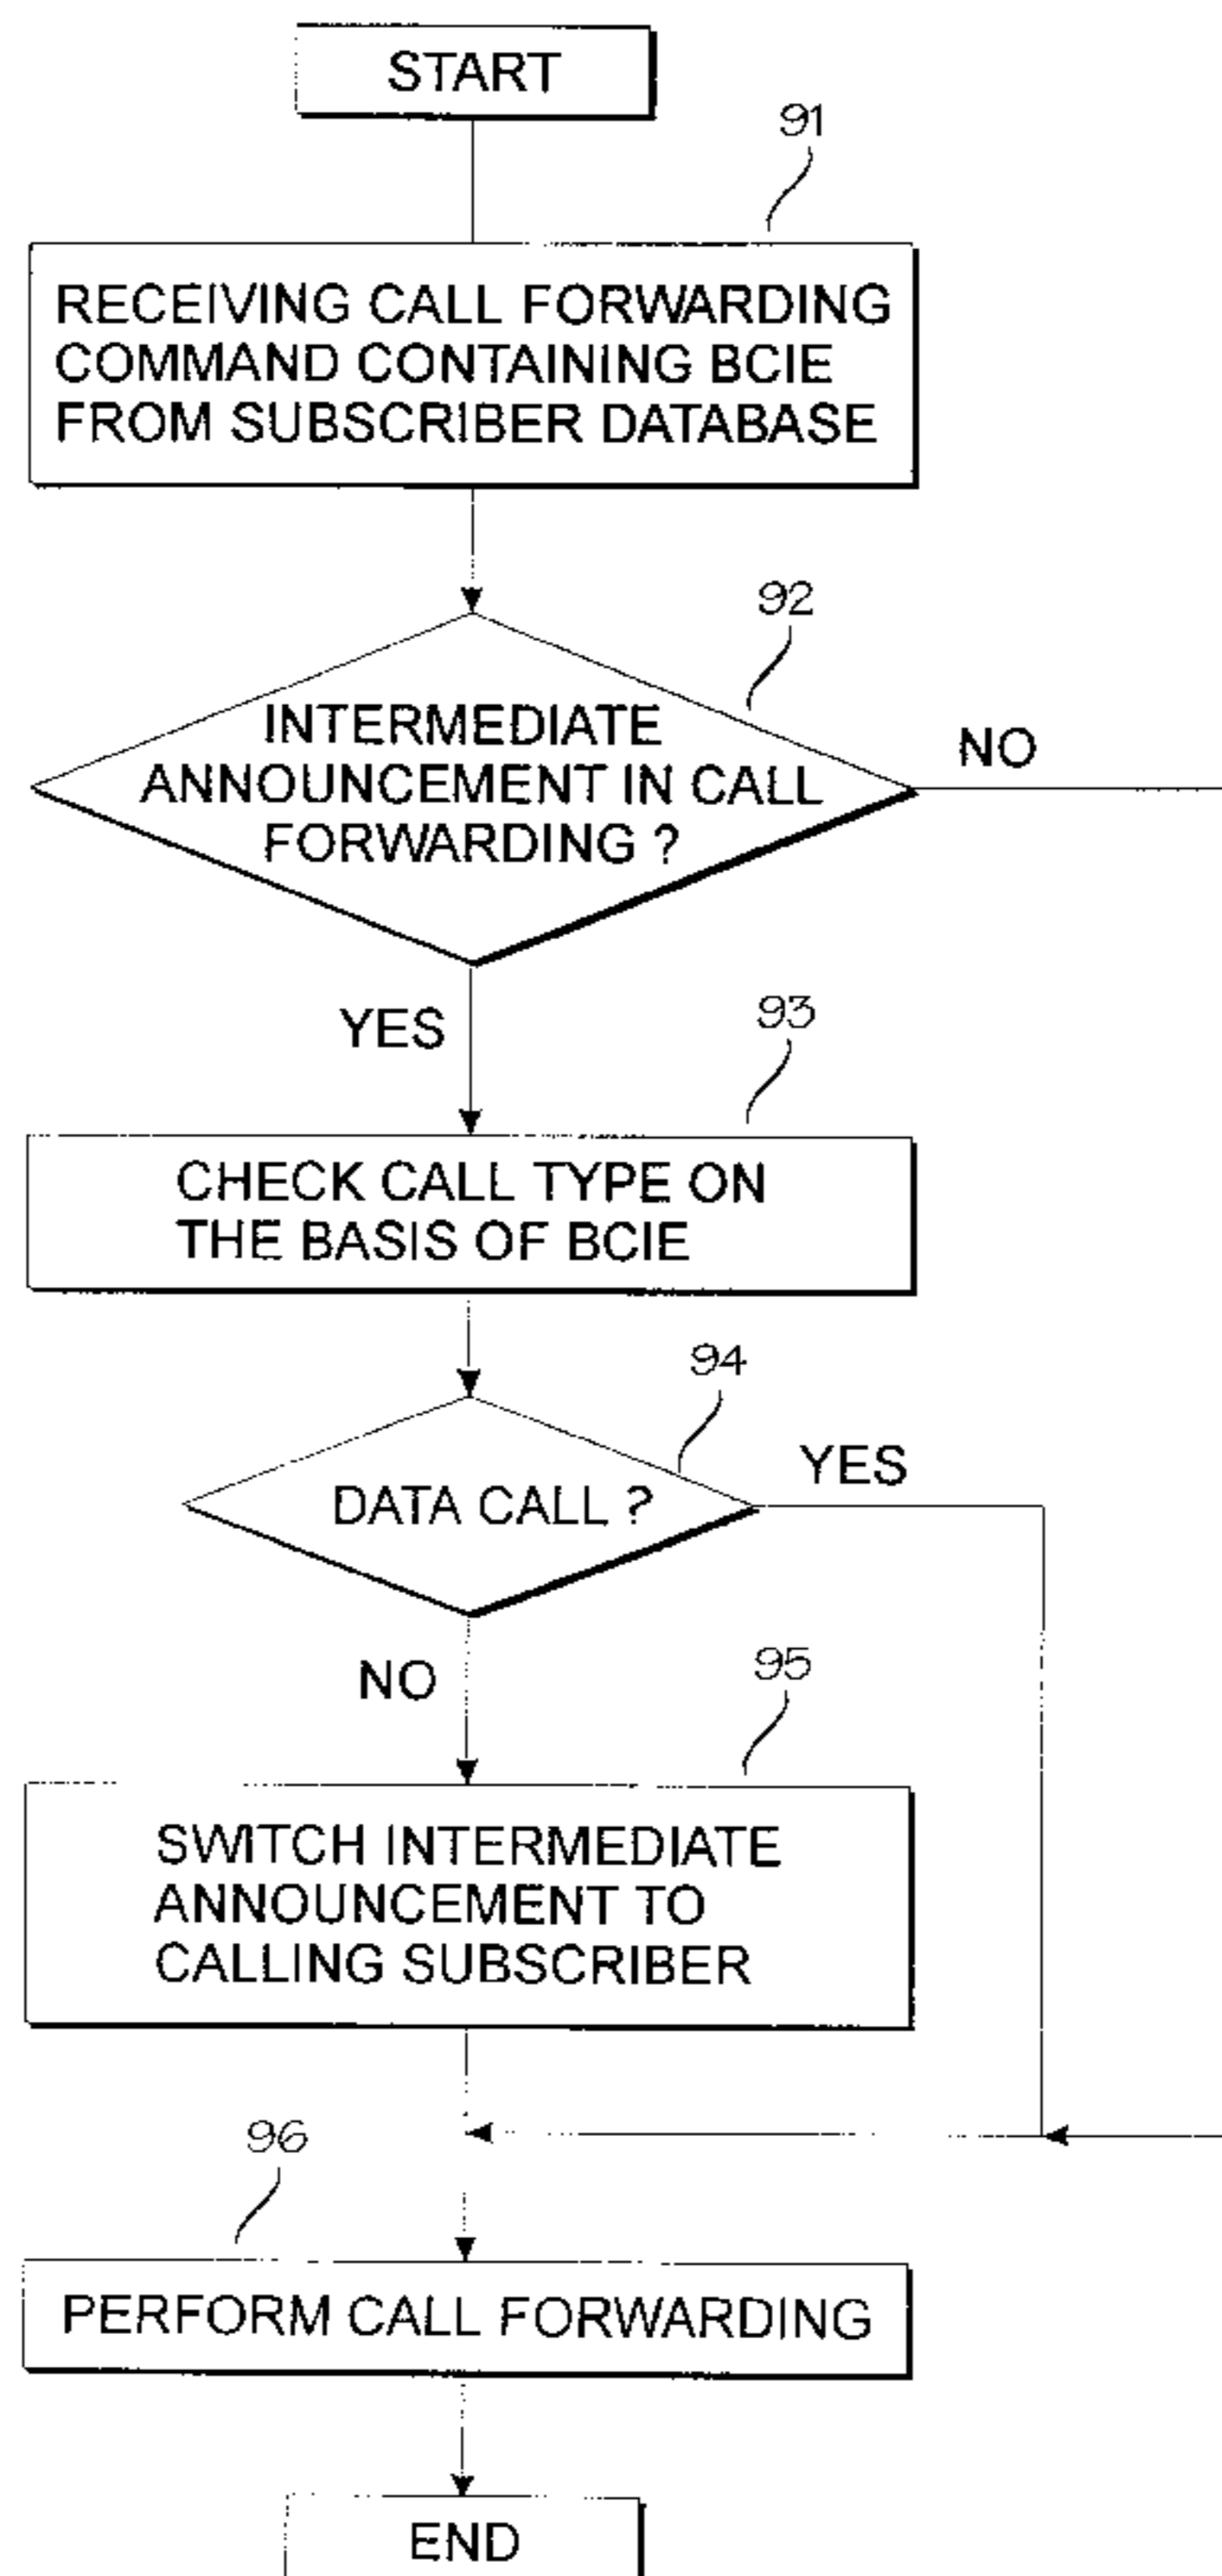 START
91
RECEIVING CALL FORWARDING
COMMAND CONTAINING BCIE
FROM SUBSCRIBER DATABASE
92
INTERMEDIATE
ANNOUNCEMENT IN CALL
FORWARDING ?
NO
YES
93
CHECK CALL TYPE ON
THE BASIS OF BCIE
94
DATA CALL ?
YES
NO
95
SWITCH INTERMEDIATE
ANNOUNCEMENT TO
CALLING SUBSCRIBER
96
PERFORM CALL FORWARDING
END